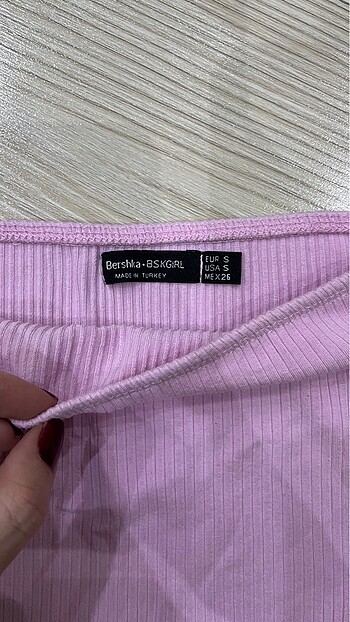 Bershka • BSKGIRL
MADE IN TURKEY
EUR S
USA S
MEX 26